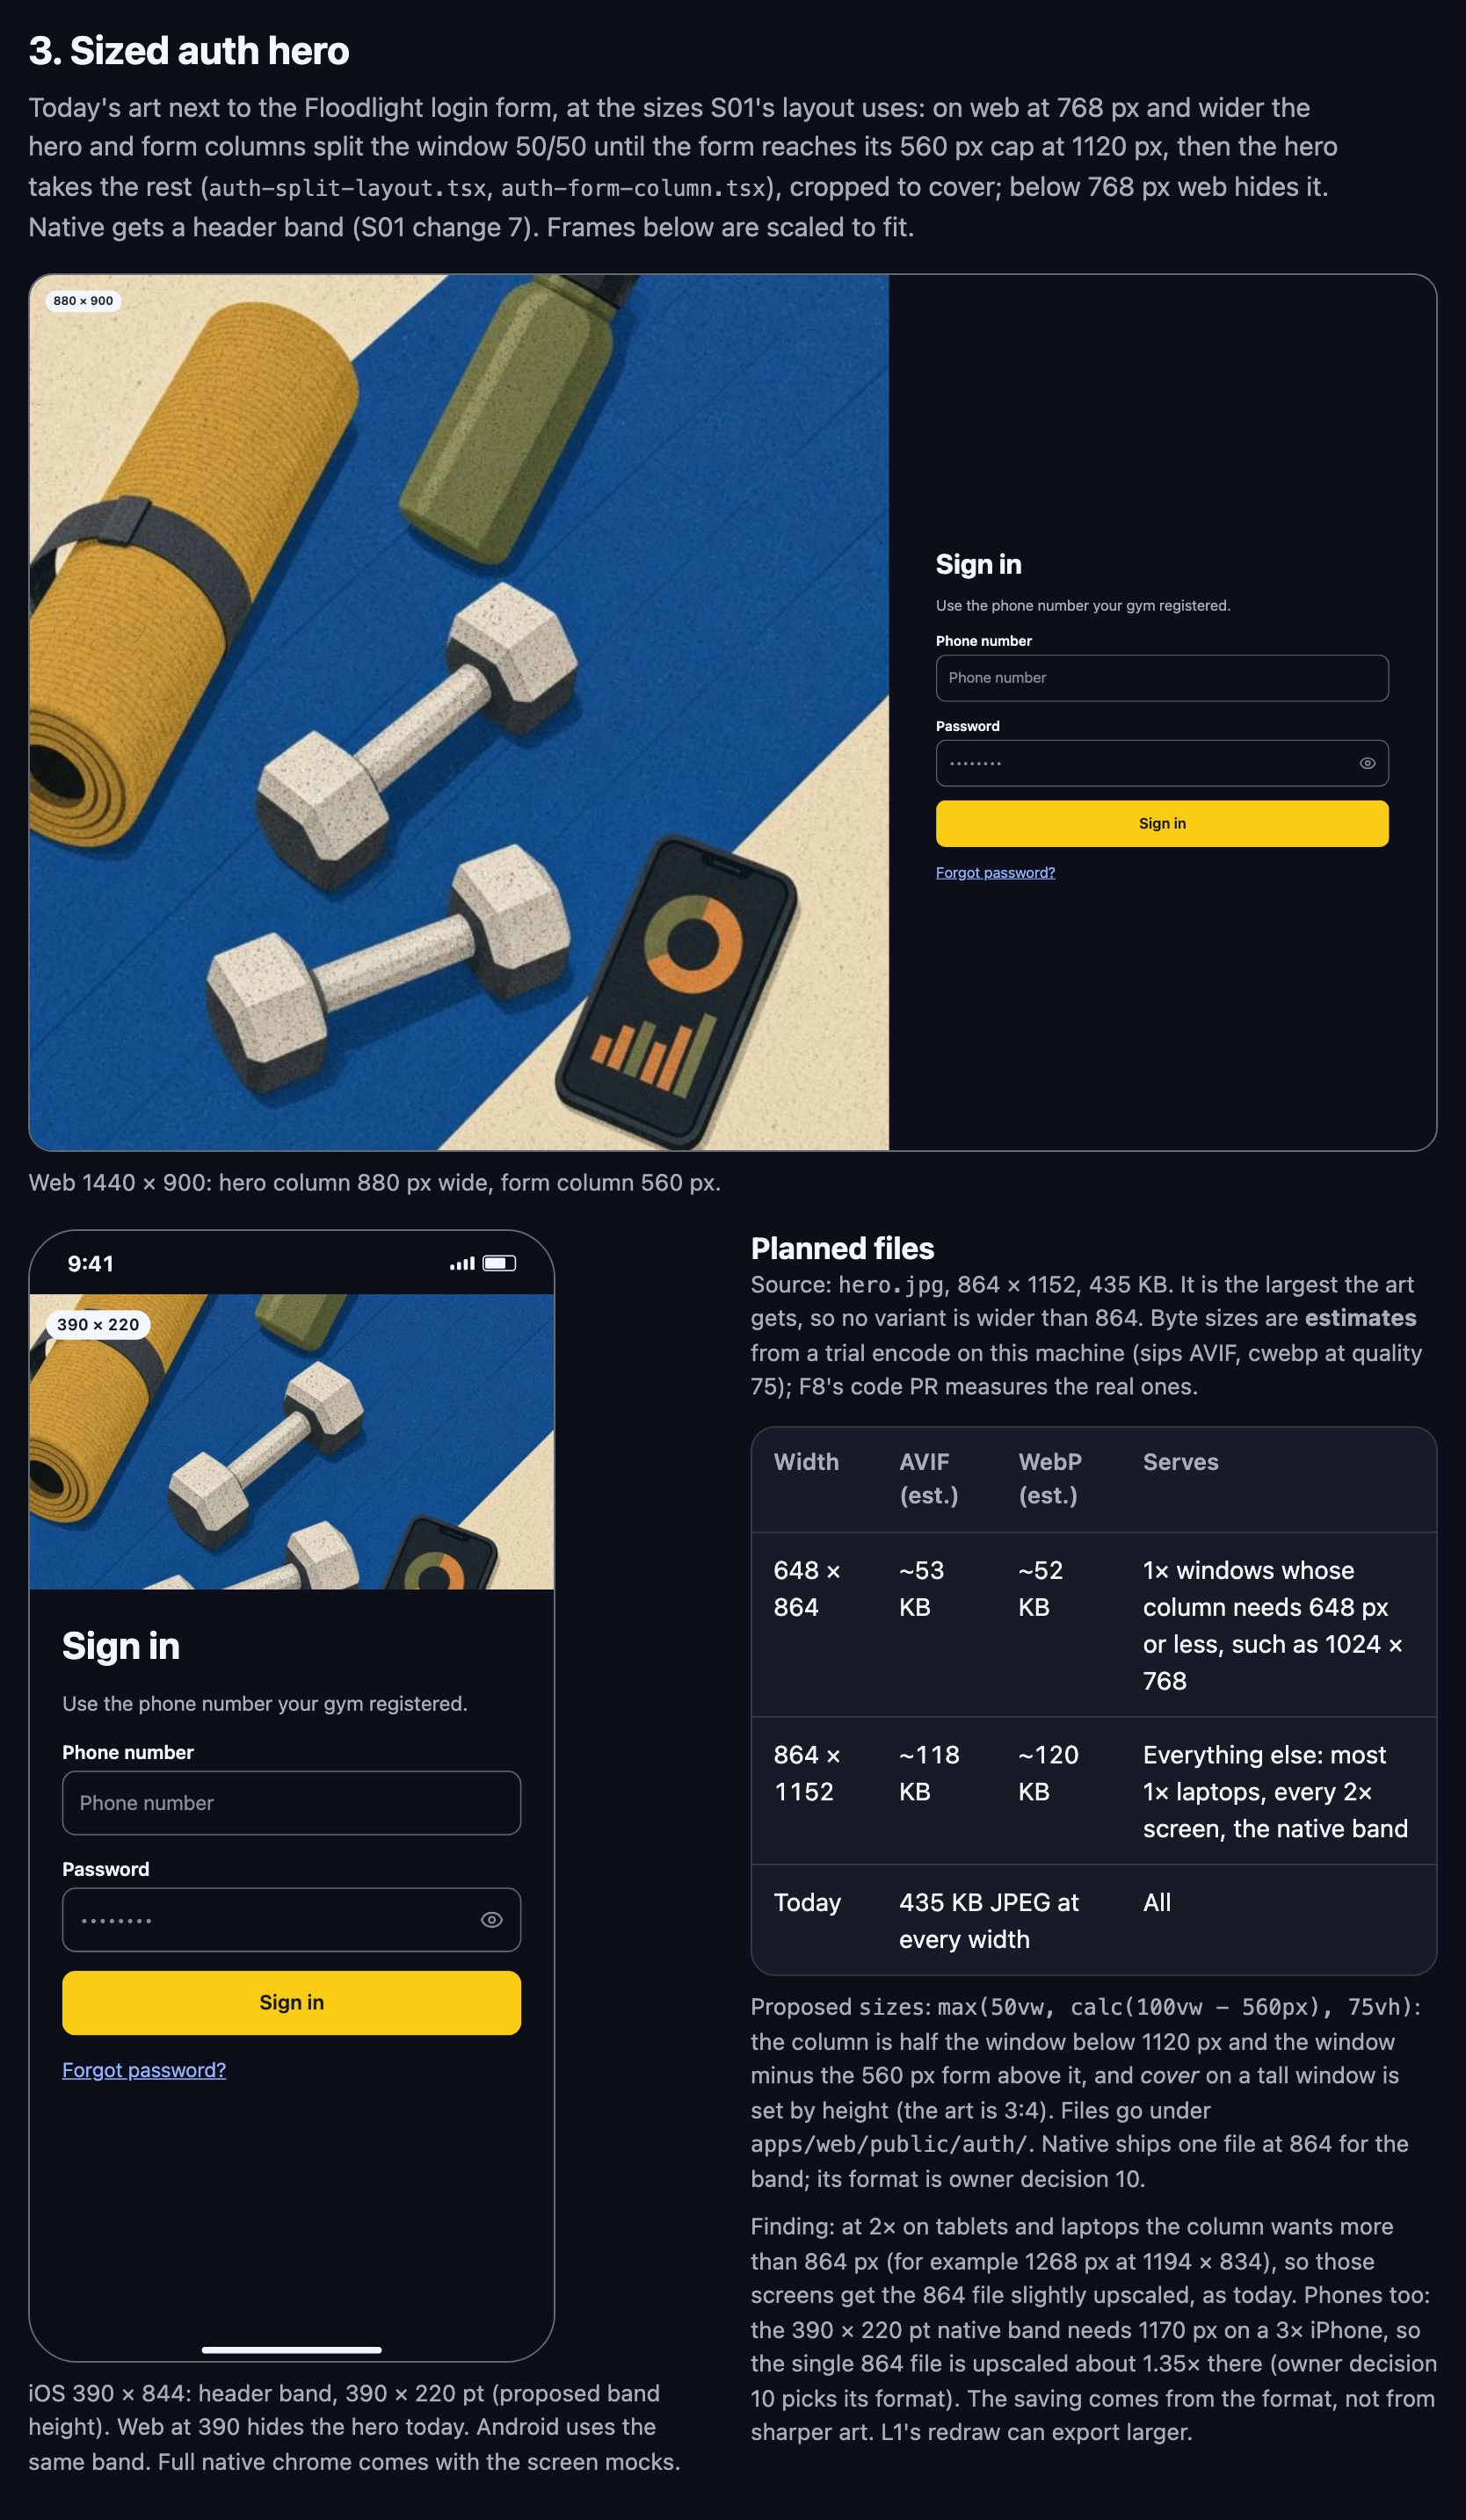 3. Sized auth hero
Today's art next to the Floodlight login form, at the sizes S01's layout uses: on web at 768 px and wider the
hero and form columns split the window 50/50 until the form reaches its 560 px cap at 1120 px, then the hero
takes the rest (auth-split-layout.tsx, auth-form-column.tsx), cropped to cover; below 768 px web hides it.
Native gets a header band (S01 change 7). Frames below are scaled to fit.
880 × 900
Sign in
Use the phone number your gym registered.
Phone number
Phone number
Password
••••••••
Sign in
Forgot password?
Web 1440 × 900: hero column 880 px wide, form column 560 px.
9:41
390 × 220
Sign in
Use the phone number your gym registered.
Phone number
Phone number
Password
••••••••
Sign in
Forgot password?
iOS 390 × 844: header band, 390 × 220 pt (proposed band
height). Web at 390 hides the hero today. Android uses the
same band. Full native chrome comes with the screen mocks.
Planned files
Source: hero.jpg, 864 × 1152, 435 KB. It is the largest the art
gets, so no variant is wider than 864. Byte sizes are estimates
from a trial encode on this machine (sips AVIF, cwebp at quality
75); F8's code PR measures the real ones.
Width AVIF WebP Serves
(est.) (est.)
648 × ~53 ~52 1× windows whose
864 KB KB column needs 648 px
or less, such as 1024 ×
768
864 × ~118 ~120 Everything else: most
1152 KB KB 1× laptops, every 2×
screen, the native band
Today 435 KB JPEG at All
every width
Proposed sizes: max(50vw, calc(100vw − 560px), 75vh):
the column is half the window below 1120 px and the window
minus the 560 px form above it, and cover on a tall window is
set by height (the art is 3:4). Files go under
apps/web/public/auth/. Native ships one file at 864 for the
band; its format is owner decision 10.
Finding: at 2× on tablets and laptops the column wants more
than 864 px (for example 1268 px at 1194 × 834), so those
screens get the 864 file slightly upscaled, as today. Phones too:
the 390 × 220 pt native band needs 1170 px on a 3× iPhone, so
the single 864 file is upscaled about 1.35× there (owner decision
10 picks its format). The saving comes from the format, not from
sharper art. L1's redraw can export larger.